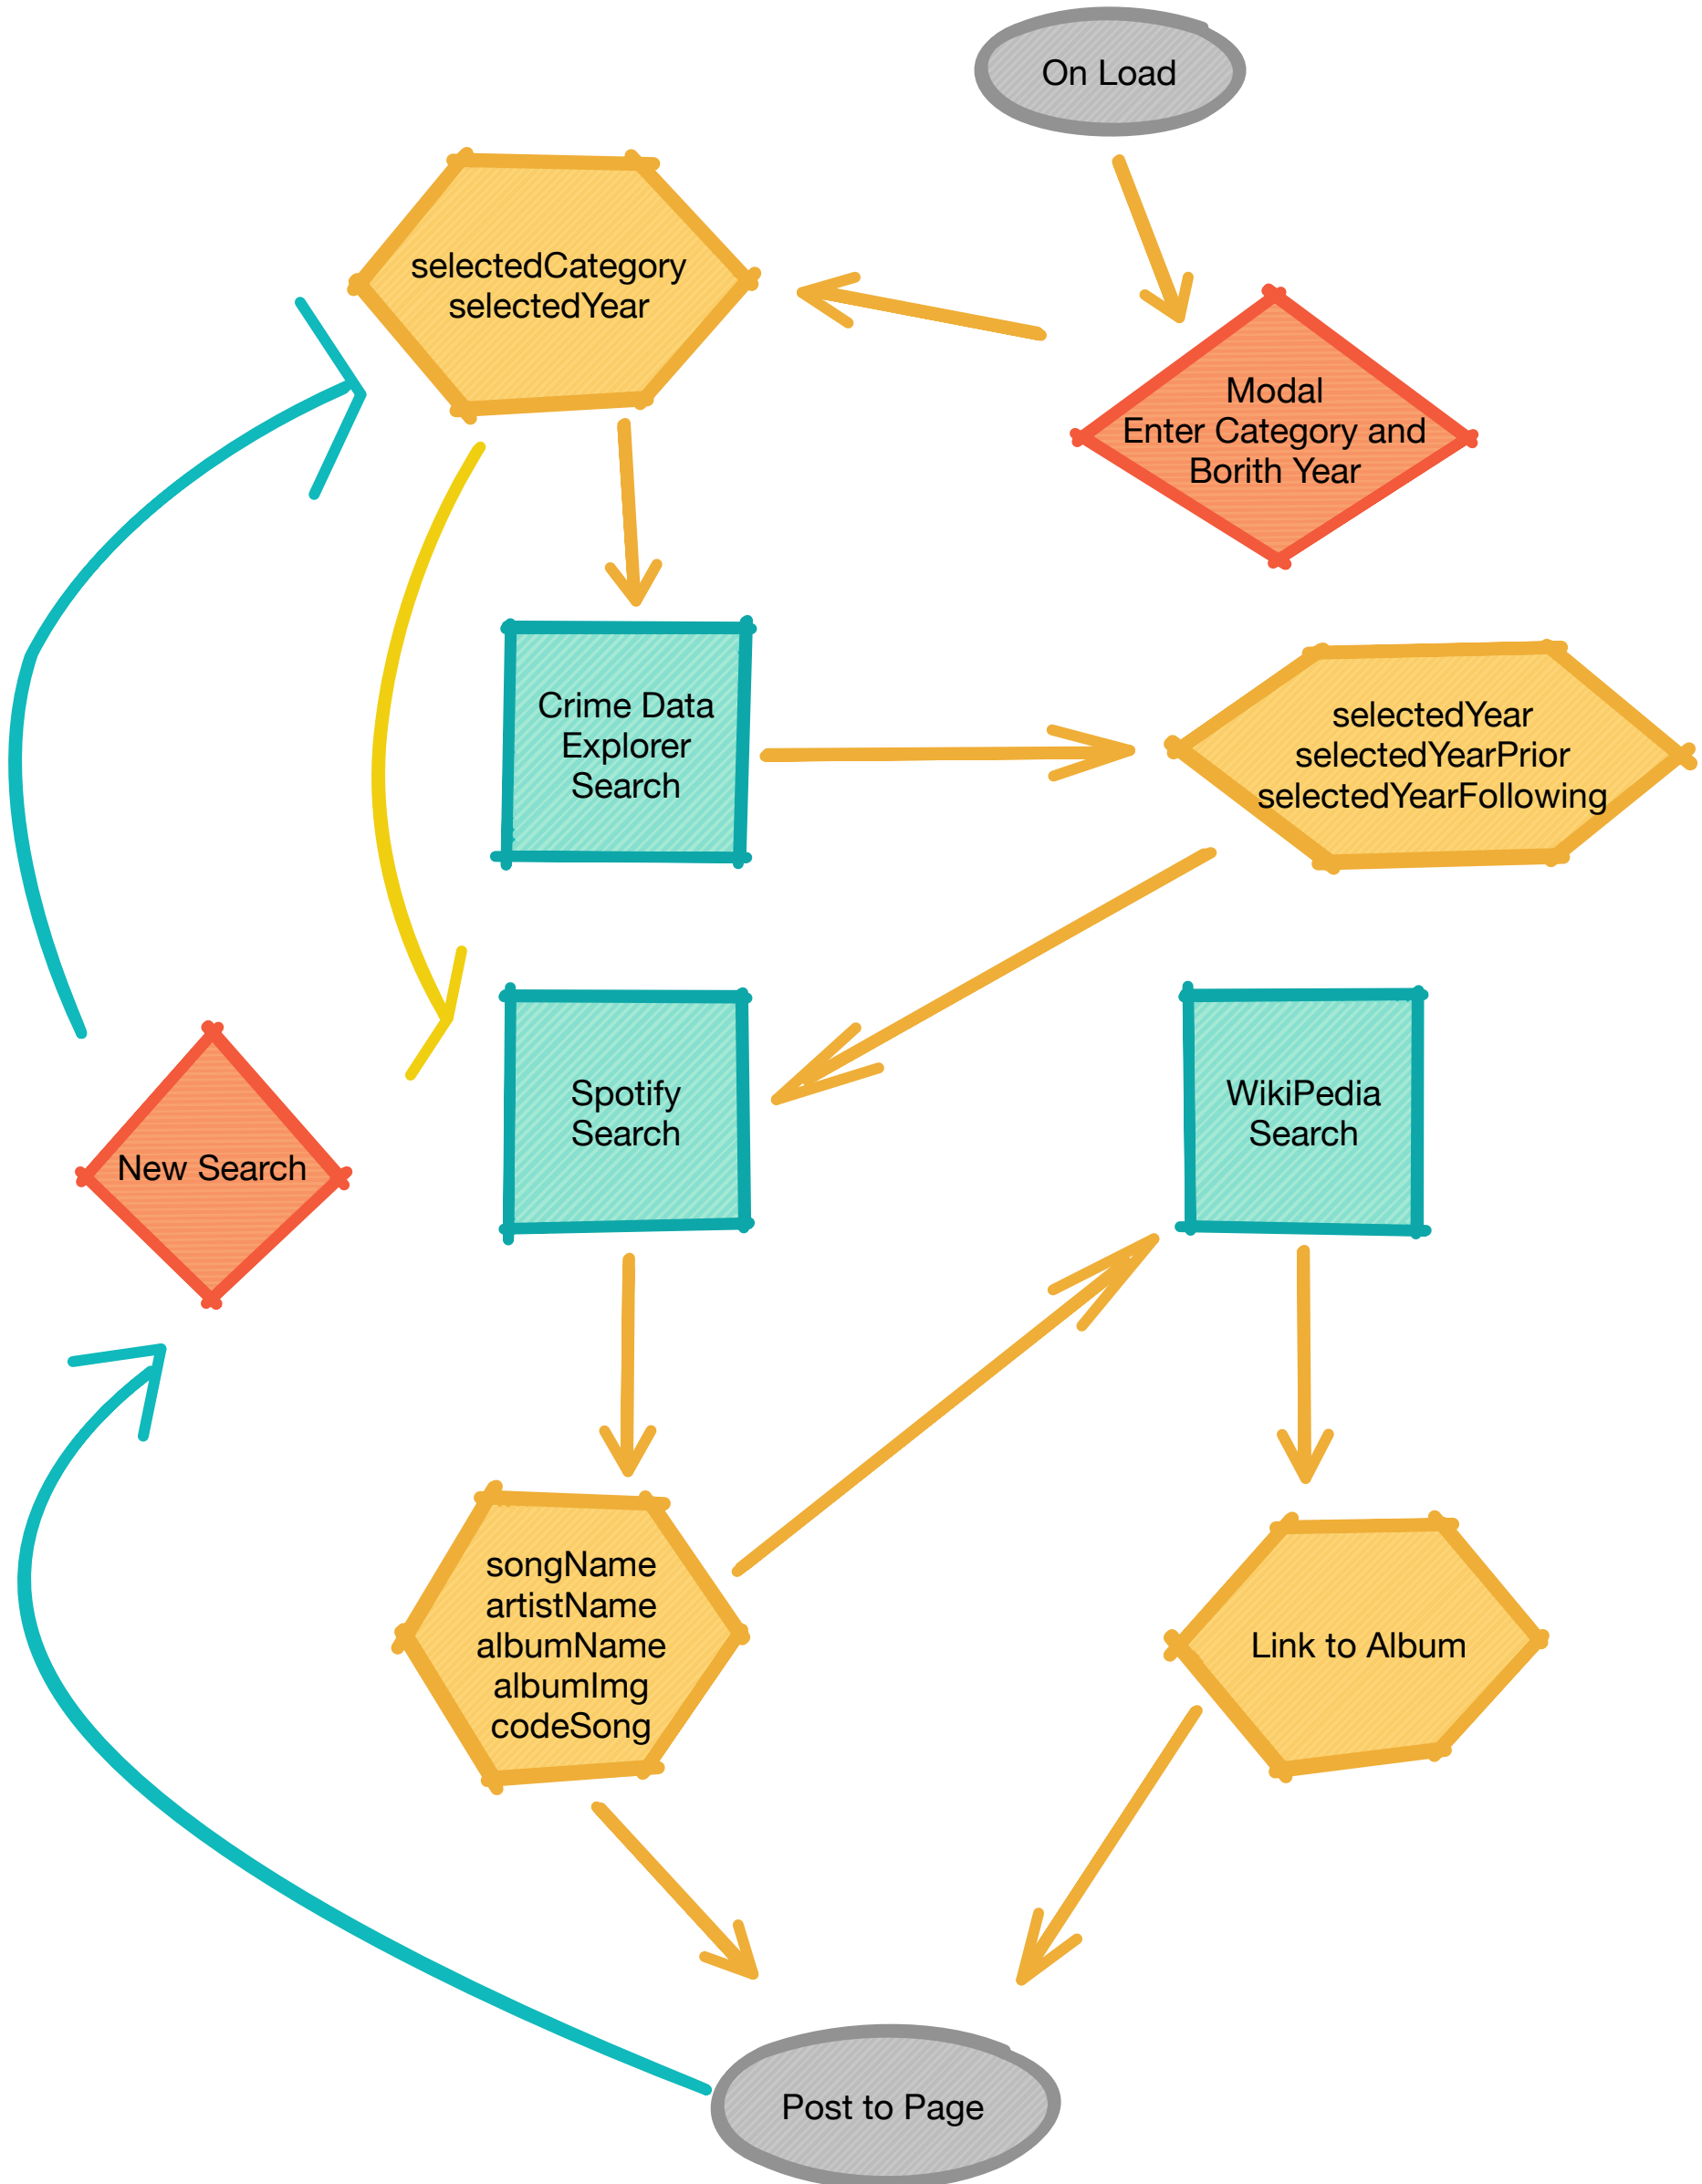 On Load
selectedCategory
selectedYear
Modal
Enter Category and
Borith Year
Crime Data
Explorer
Search
selectedYear
selectedYearPrior
selectedYearFollowing
Spotify
Search
WikiPedia
Search
New Search
songName
artistName
albumName
albumImg
codeSong
Link to Album
Post to Page